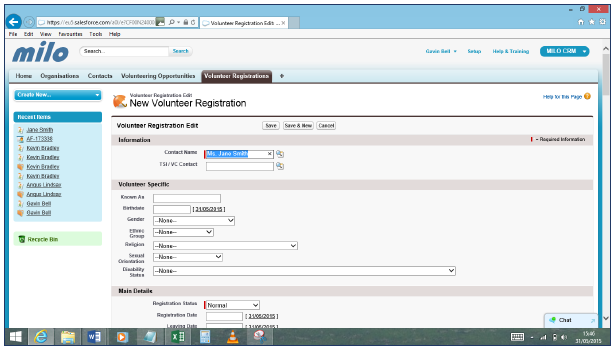 https://eu5.salesforce.com/a0i/e?CF00N24000
Volunteer Registration Edit: ...
File Edit View Favourites Tools Help
milo
Search...
Search
Gavin Bell
Setup
Help & Training
MILO CRM
Home Organisations Contacts Volunteering Opportunities Volunteer Registrations +
Create New...
Recent Items
Jane Smith
AF-173338
Kevin Bradley
Kevin Bradley
Kevin Bradley
Kevin Bradley
Angus Lindsay
Angus Lindsay
Gavin Bell
Gavin Bell
Recycle Bin
Volunteer Registration Edit
New Volunteer Registration
Help for this Page
Volunteer Registration Edit
Save
Save & New
Cancel
Information
= Required Information
Contact Name
Ms. Jane Smith
TSI / VC Contact
Volunteer Specific
Known As
Birthdate [ 31/05/2015 ]
Gender --None--
Ethnic Group --None--
Religion --None--
Sexual Orientation --None--
Disability Status --None--
Main Details
Registration Status Normal
Registration Date [ 31/05/2015 ]
Leaving Date [ 31/05/2015 ]
Chat
15:46
31/05/2015